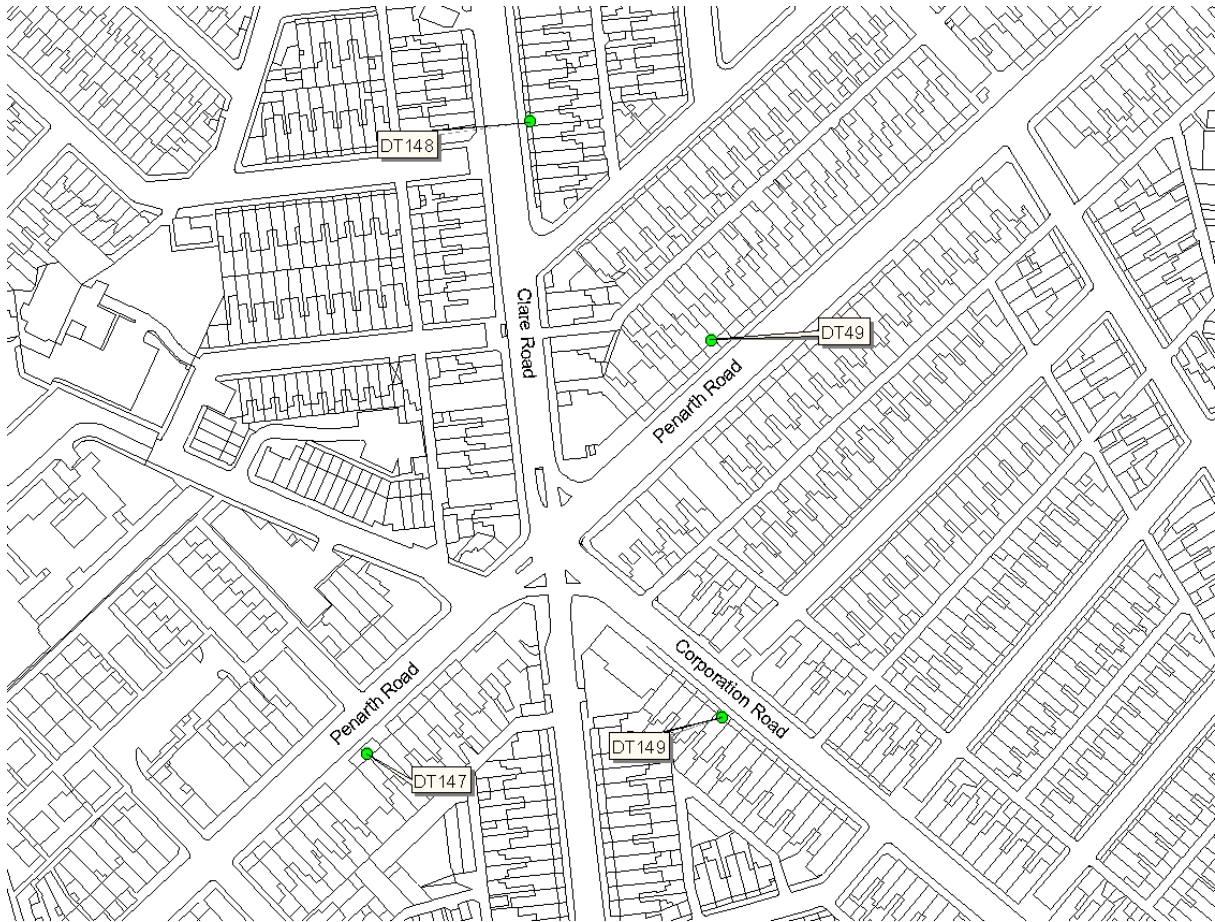 DT148
Clare Road
DT49
Penarth Road
Penarth Road
Corporation Road
DT149
DT147